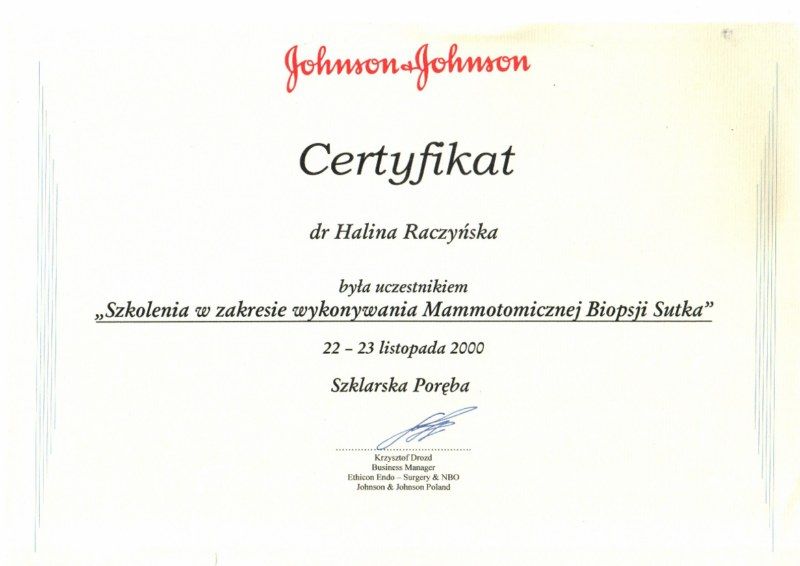 Johnson & Johnson
Certyfikat
dr Halina Raczyńska
była uczestnikiem
„Szkolenia w zakresie wykonywania Mammotomicznej Biopsji Sutka”
22 – 23 listopada 2000
Szklarska Poręba
Krzysztof Drozd
Business Manager
Ethicon Endo – Surgery & NBO
Johnson & Johnson Poland